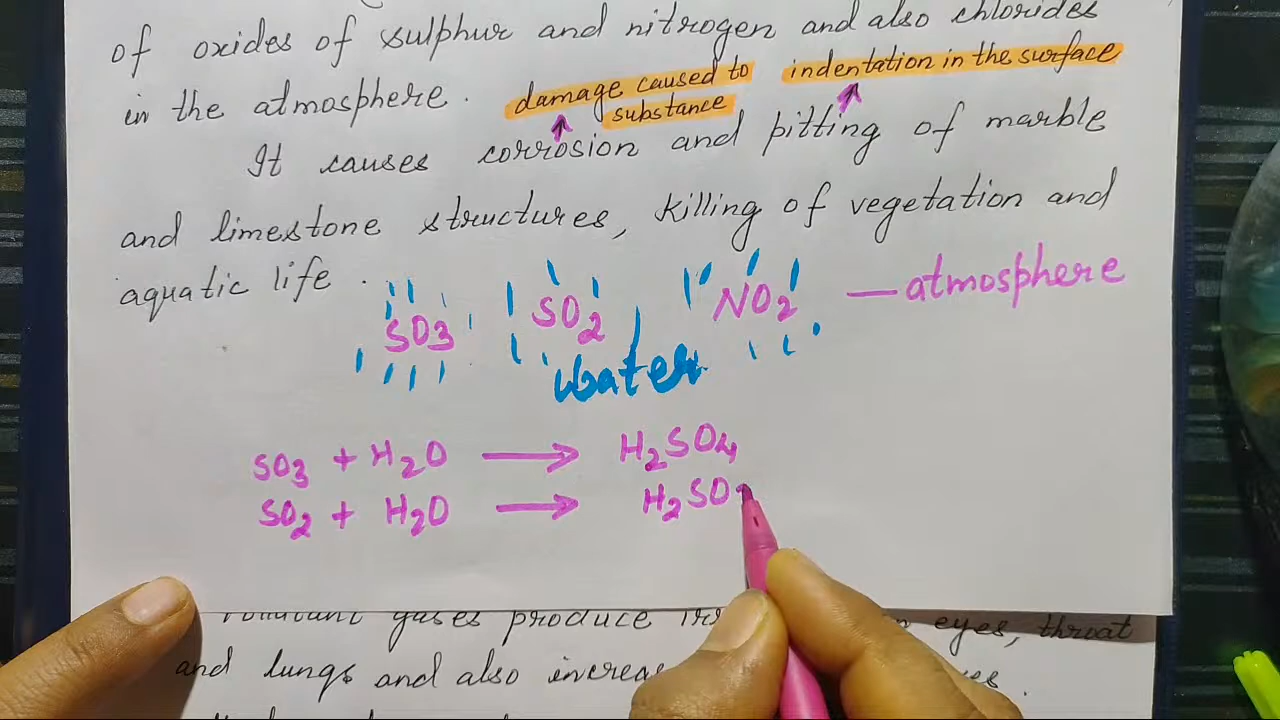 of oxides of sulphur and nitrogen and also chlorides
in the atmosphere. damage caused to substance indentation in the surface
It causes corrosion and pitting of marble
and limestone structures, killing of vegetation and
aquatic life.
SO3 SO2 NO2 — atmosphere
water
SO3 + H2O → H2SO4
SO2 + H2O → H2SO
gases produce eyes, throat
and lungs and also